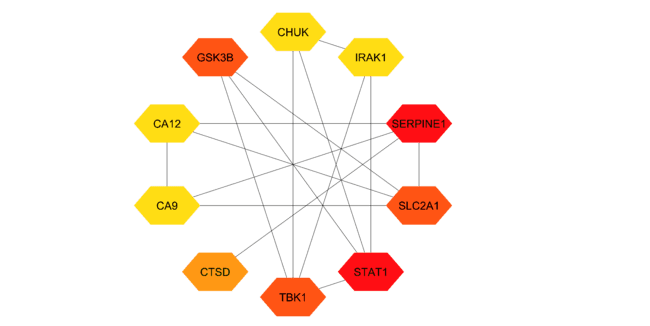 CHUK
GSK3B
IRAK1
CA12
SERPINE1
CA9
SLC2A1
CTSD
STAT1
TBK1